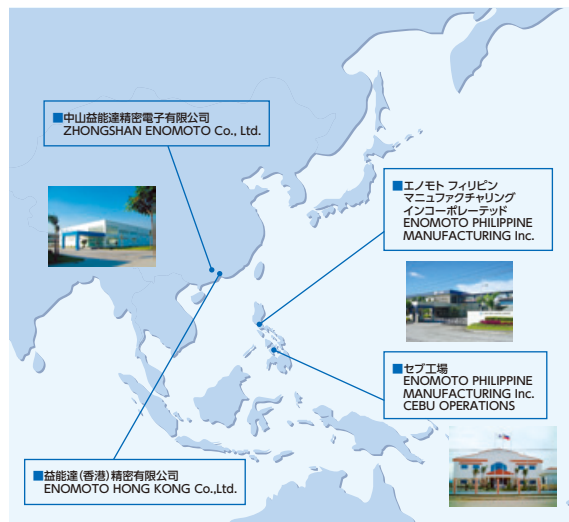 ■中山益能達精密電子有限公司
ZHONGSHAN ENOMOTO Co., Ltd.
■エノモト フィリピン
マニュファクチャリング
インコーポレーテッド
ENOMOTO PHILIPPINE
MANUFACTURING Inc.
■セブ工場
ENOMOTO PHILIPPINE
MANUFACTURING Inc.
CEBU OPERATIONS
■益能達(香港)精密有限公司
ENOMOTO HONG KONG Co.,Ltd.